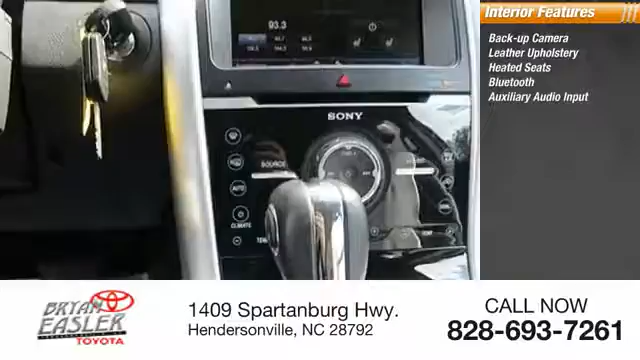 93.3
SONY
SOURCE
AUTO
CLIMATE
Interior Features
Back-up Camera
Leather Upholstery
Heated Seats
Bluetooth
Auxiliary Audio Input
BRYAN
EASLER
TOYOTA
1409 Spartanburg Hwy.
Hendersonville, NC 28792
CALL NOW
828-693-7261